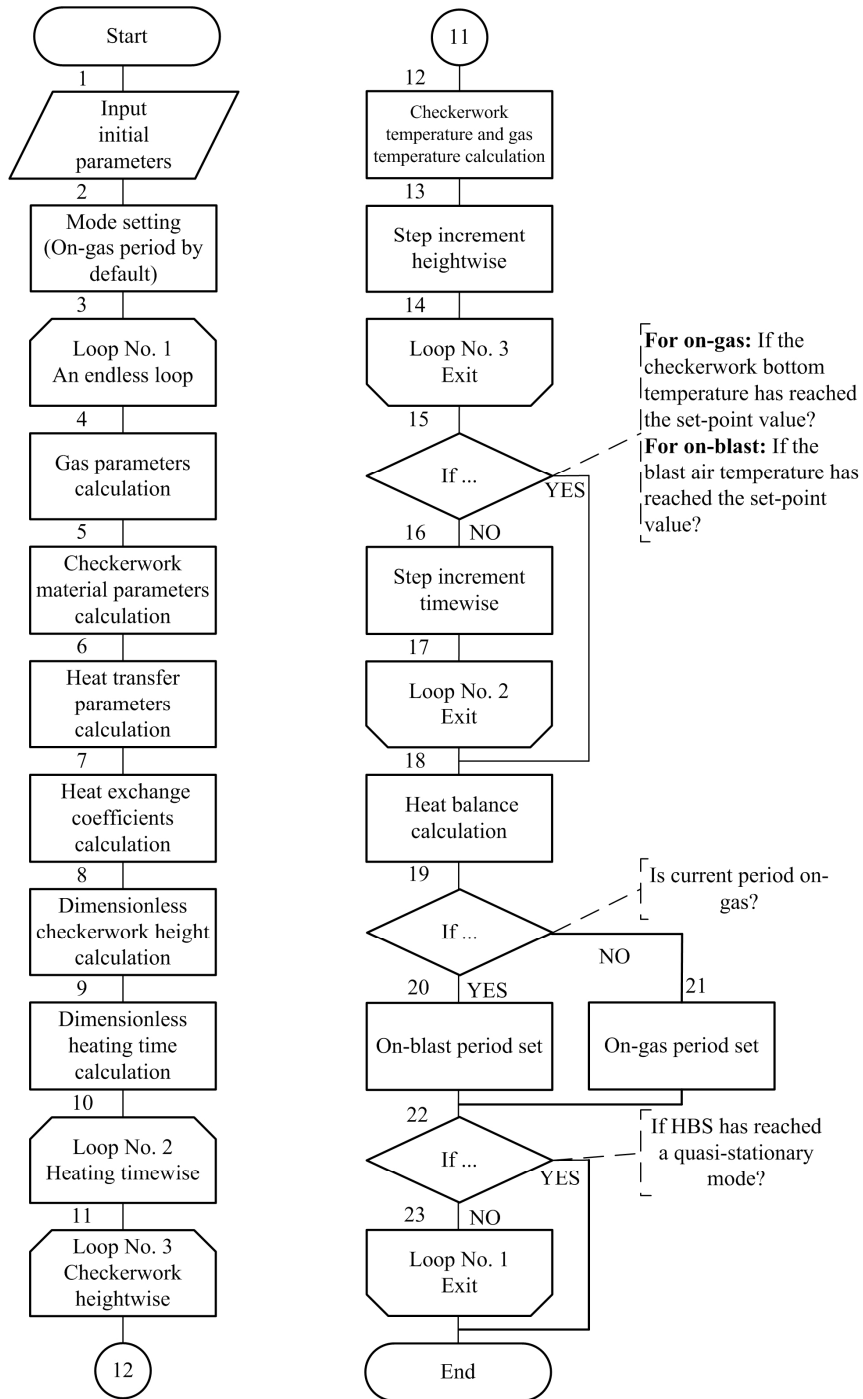 Start
1
Input
initial
parameters
2
Mode setting
(On-gas period by
default)
3
Loop No. 1
An endless loop
4
Gas parameters
calculation
5
Checkerwork
material parameters
calculation
6
Heat transfer
parameters
calculation
7
Heat exchange
coefficients
calculation
8
Dimensionless
checkerwork height
calculation
9
Dimensionless
heating time
calculation
10
Loop No. 2
Heating timewise
11
Loop No. 3
Checkerwork
heightwise
12
11
12
Checkerwork
temperature and gas
temperature calculation
13
Step increment
heightwise
14
Loop No. 3
Exit
15
If ...
YES
For on-gas: If the
checkerwork bottom
temperature has reached
the set-point value?
For on-blast: If the
blast air temperature has
reached the set-point
value?
16
NO
Step increment
timewise
17
Loop No. 2
Exit
18
Heat balance
calculation
19
If ...
Is current period on-
gas?
NO
20
YES
21
On-blast period set
On-gas period set
22
If ...
YES
If HBS has reached
a quasi-stationary
mode?
23
NO
Loop No. 1
Exit
End